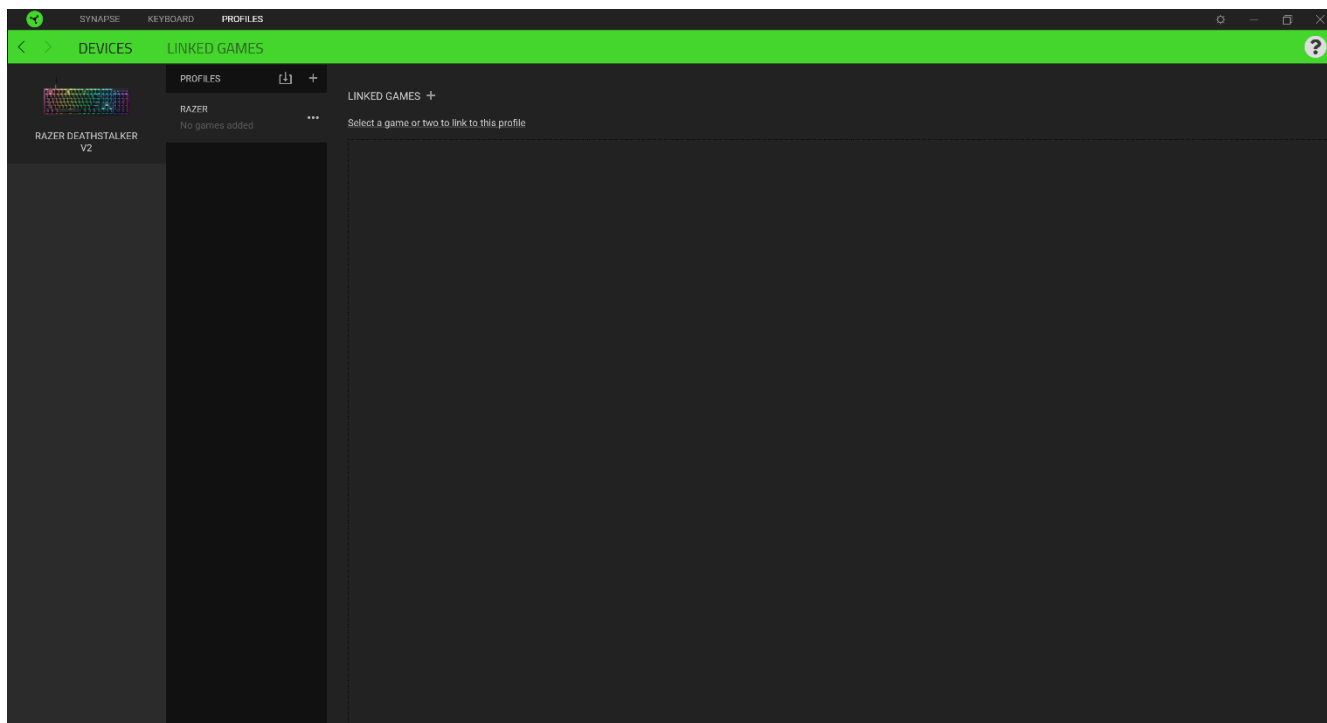 SYNAPSE KEYBOARD PROFILES
DEVICES LINKED GAMES
?
PROFILES
RAZER
No games added
RAZER DEATHSTALKER
V2
LINKED GAMES +
Select a game or two to link to this profile